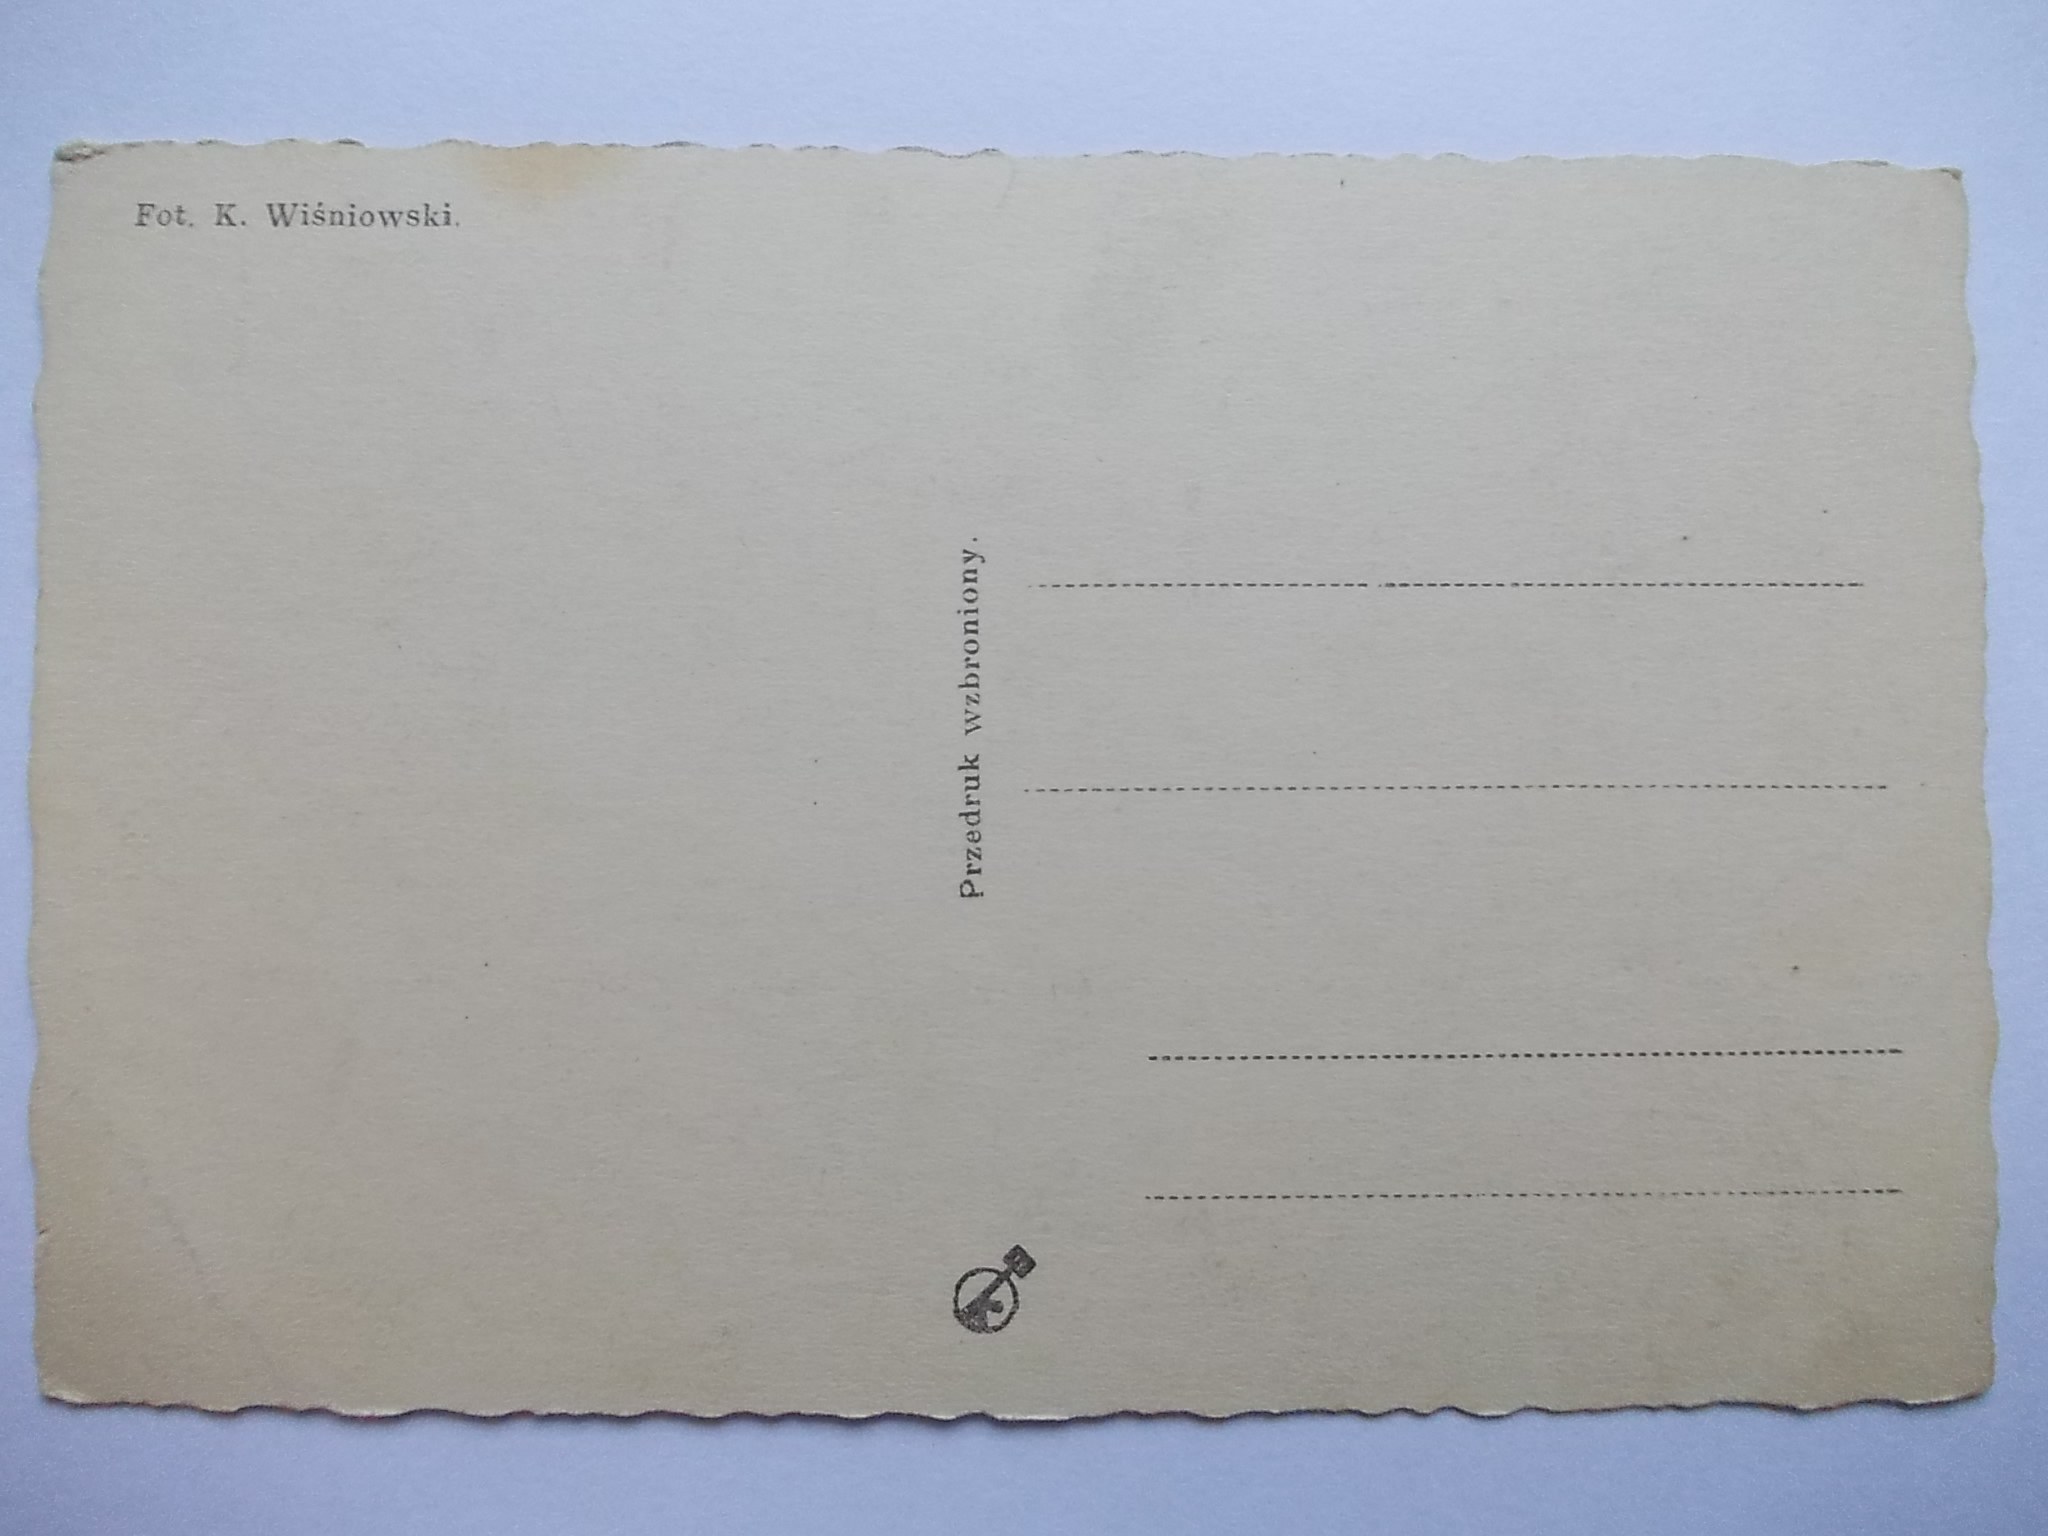 Fot. K. Wiśniowski.
Przedruk wzbroniony.